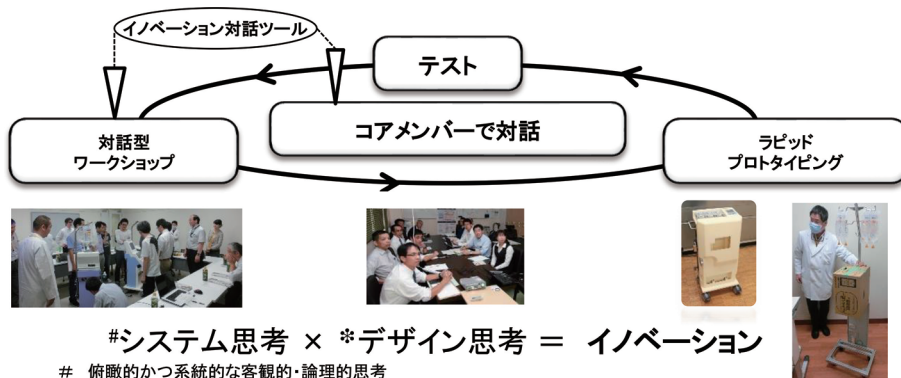 イノベーション対話ツール
テスト
コアメンバーで対話
対話型
ワークショップ
ラピッド
プロトタイピング
#システム思考 × *デザイン思考 = イノベーション
# 俯瞰的かつ系統的な客観的・論理的思考